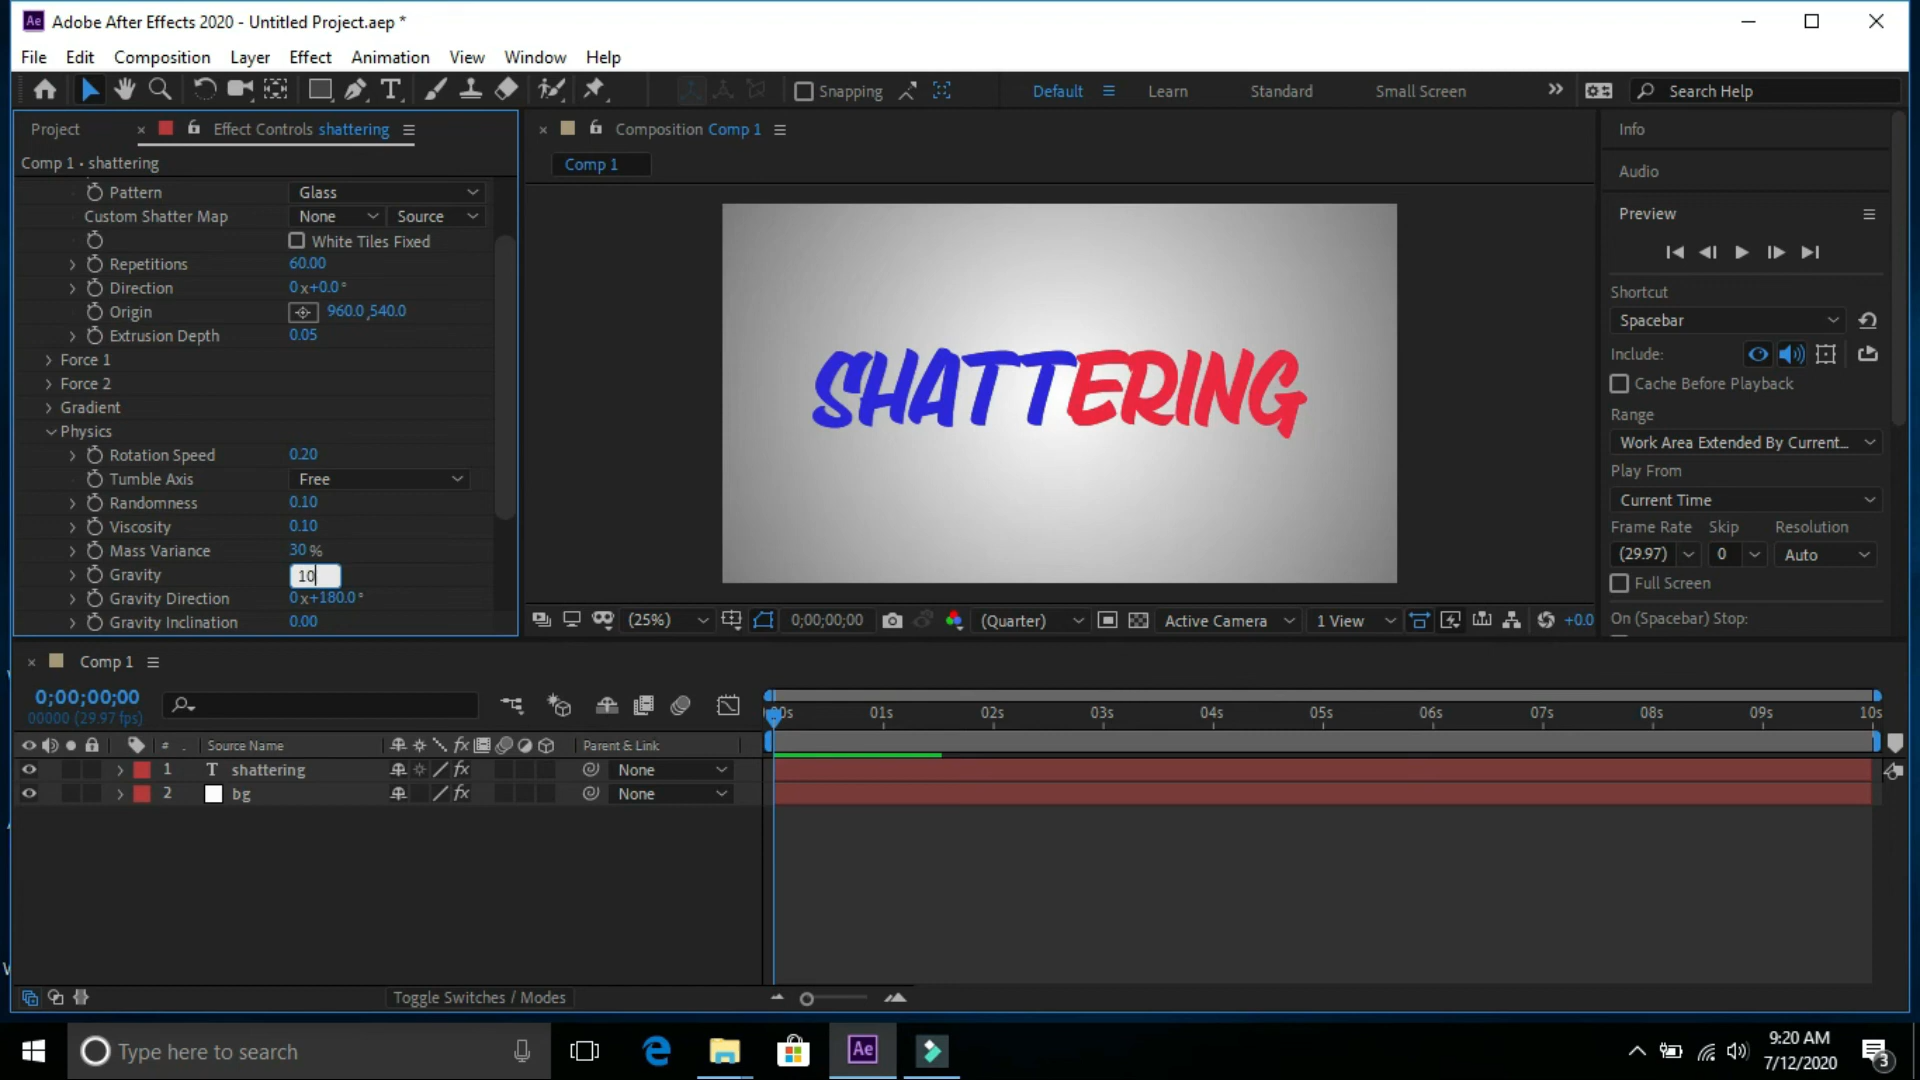 Ae Adobe After Effects 2020 - Untitled Project.aep *
File Edit Composition Layer Effect Animation View Window Help
Snapping Default Learn Standard Small Screen Search Help
Project Effect Controls shattering
Comp 1 • shattering
Pattern Glass
Custom Shatter Map None Source
White Tiles Fixed
Repetitions 60.00
Direction 0 x+0.0 °
Origin 960.0 ,540.0
Extrusion Depth 0.05
Force 1
Force 2
Gradient
Physics
Rotation Speed 0.20
Tumble Axis Free
Randomness 0.10
Viscosity 0.10
Mass Variance 30 %
Gravity 10
Gravity Direction 0 x+180.0 °
Gravity Inclination 0.00
Composition Comp 1
Comp 1
SHATTERING
(25%) 0;00;00;00 (Quarter) Active Camera 1 View +0.0
Info
Audio
Preview
Shortcut
Spacebar
Include:
Cache Before Playback
Range
Work Area Extended By Current...
Play From
Current Time
Frame Rate Skip Resolution
(29.97) 0 Auto
Full Screen
On (Spacebar) Stop:
Comp 1
0;00;00;00
00000 (29.97 fps)
01s 02s 03s 04s 05s 06s 07s 08s 09s 10s
# . Source Name fx Parent & Link
1 T shattering fx None
2 bg fx None
Toggle Switches / Modes
Type here to search
Ae
9:20 AM
7/12/2020
3